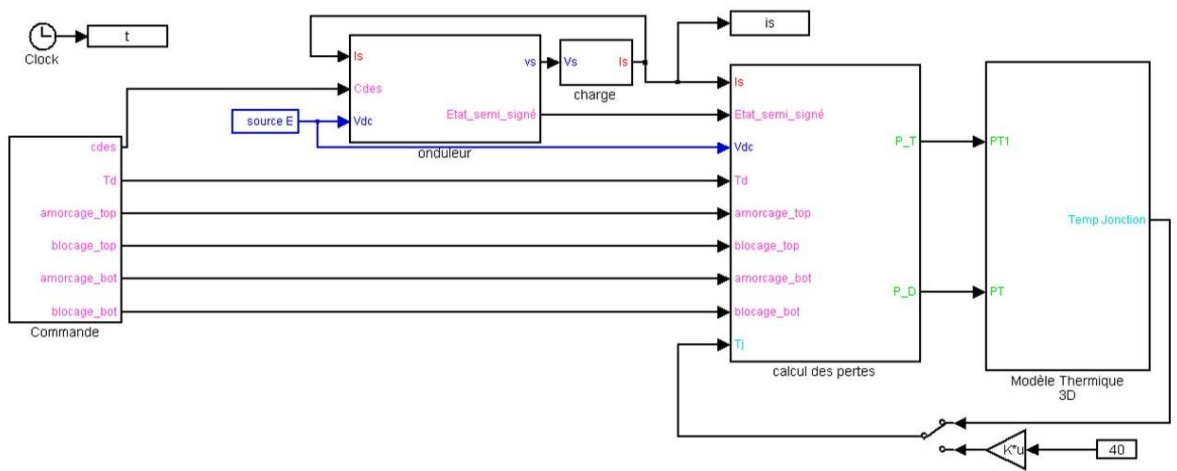 t
Clock
is
Is
Cdes
Vdc
vs
Etat_semi_signé
onduleur
Vs
Is
charge
source E
cdes
Td
amorcage_top
blocage_top
amorcage_bot
blocage_bot
Commande
Is
Etat_semi_signé
Vdc
Td
amorcage_top
blocage_top
amorcage_bot
blocage_bot
Tj
P_T
P_D
calcul des pertes
PT1
PT
Temp Jonction
Modèle Thermique
3D
K*u
40